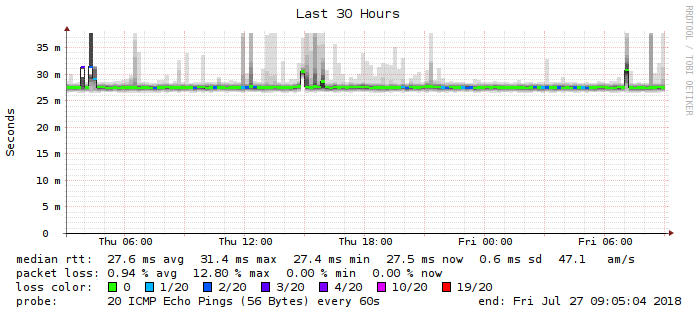 Last 30 Hours
RRDTOOL / TOBI OETIKER
Seconds
35 m
30 m
25 m
20 m
15 m
10 m
5 m
0
Thu 06:00 Thu 12:00 Thu 18:00 Fri 00:00 Fri 06:00
median rtt: 27.6 ms avg 31.4 ms max 27.4 ms min 27.5 ms now 0.6 ms sd 47.1 am/s
packet loss: 0.94 % avg 12.80 % max 0.00 % min 0.00 % now
loss color: 0 1/20 2/20 3/20 4/20 10/20 19/20
probe: 20 ICMP Echo Pings (56 Bytes) every 60s end: Fri Jul 27 09:05:04 2018